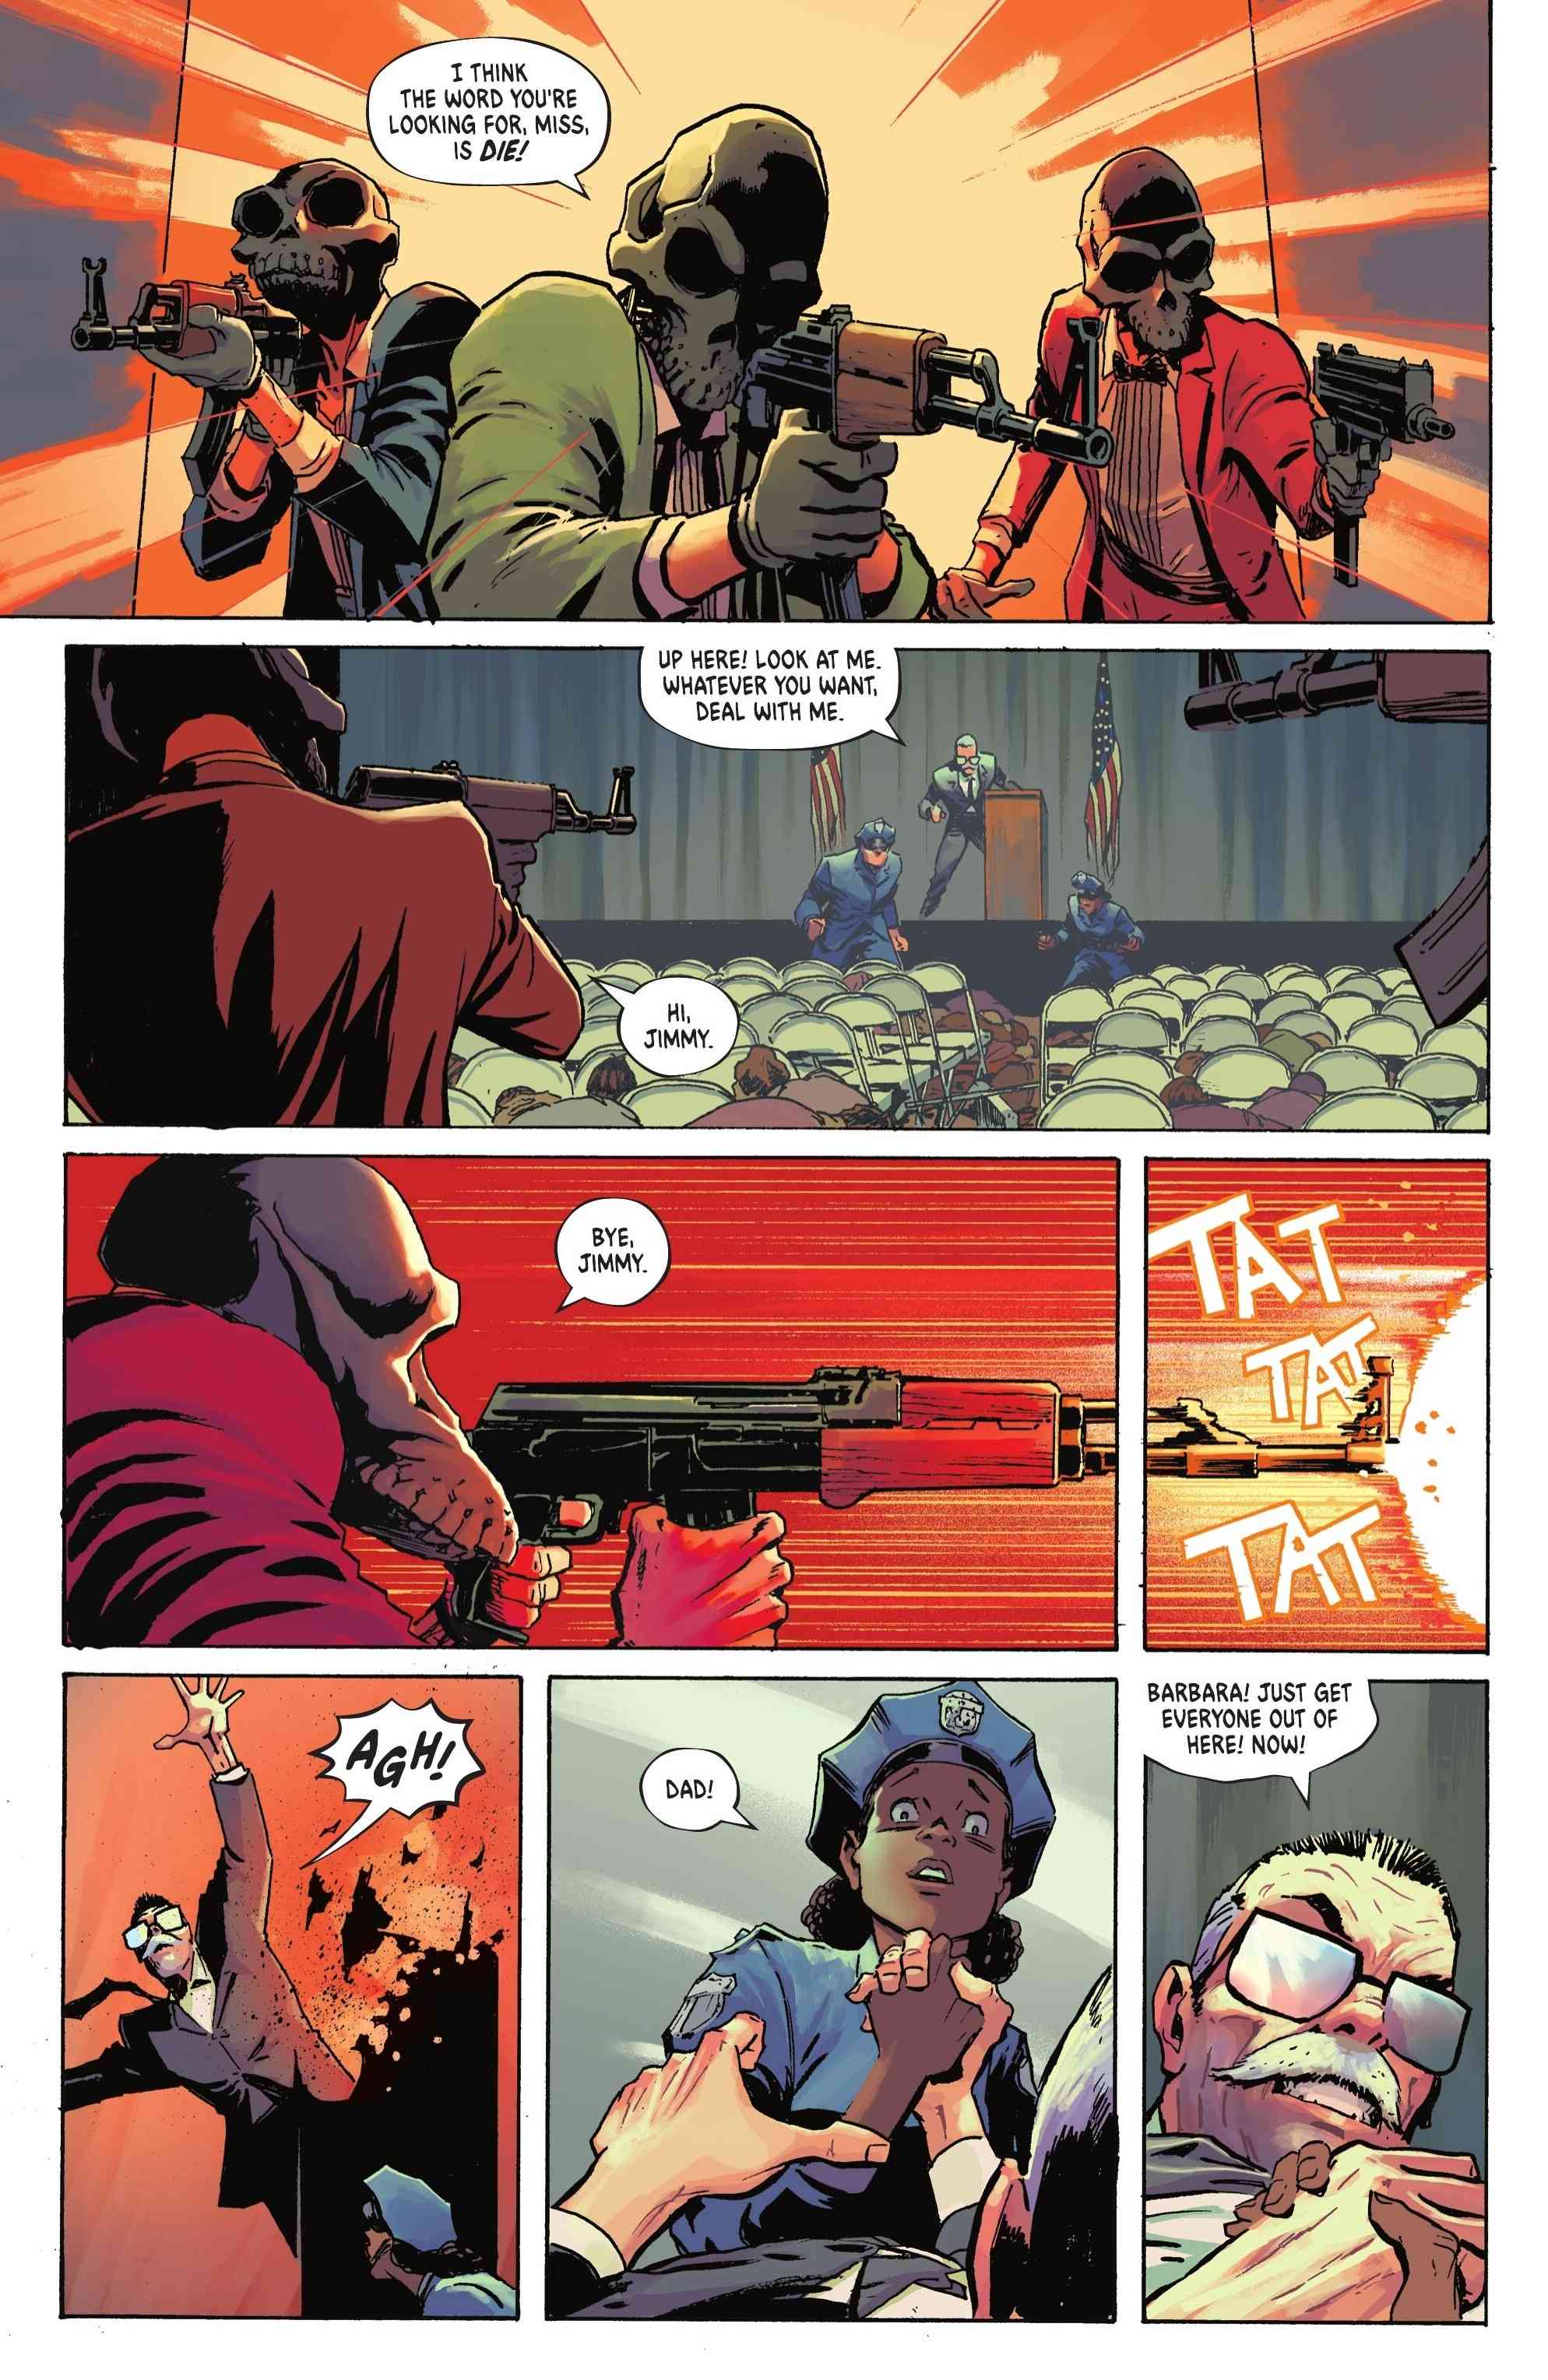 I THINK
THE WORD YOU'RE
LOOKING FOR, MISS,
IS DIE!
UP HERE! LOOK AT ME.
WHATEVER YOU WANT,
DEAL WITH ME.
HI,
JIMMY.
BYE,
JIMMY.
TAT
TAT
TAT
AGH!
DAD!
BARBARA! JUST GET
EVERYONE OUT OF
HERE! NOW!